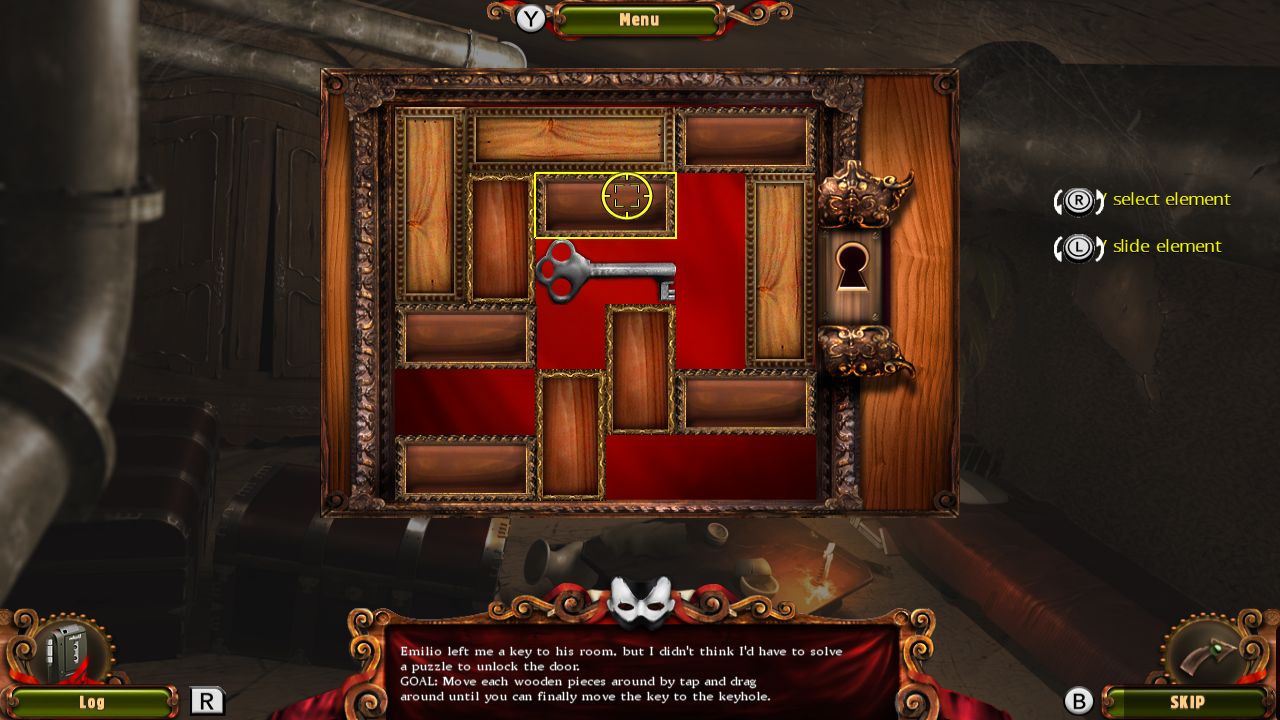 Y Menu
R select element
L slide element
Emilio left me a key to his room, but I didn't think I'd have to solve
a puzzle to unlock the door.
GOAL: Move each wooden pieces around by tap and drag
around until you can finally move the key to the keyhole.
Log R
B SKIP